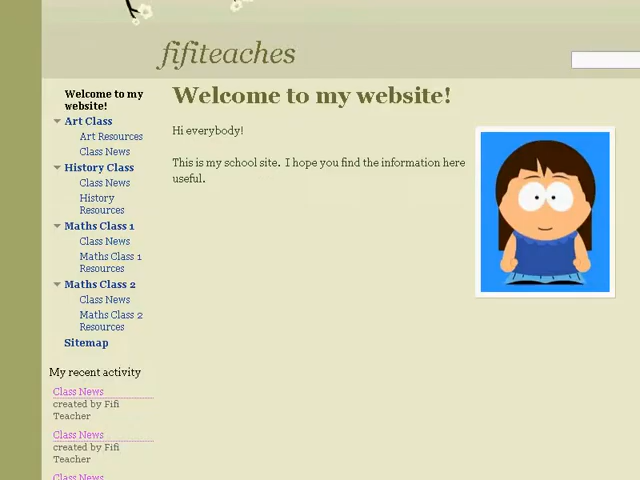 fifiteaches
Welcome to my
website!
Art Class
Art Resources
Class News
History Class
Class News
History
Resources
Maths Class 1
Class News
Maths Class 1
Resources
Maths Class 2
Class News
Maths Class 2
Resources
Sitemap
My recent activity
Class News
created by Fifi
Teacher
Class News
created by Fifi
Teacher
Class News
Welcome to my website!
Hi everybody!
This is my school site. I hope you find the information here
useful.